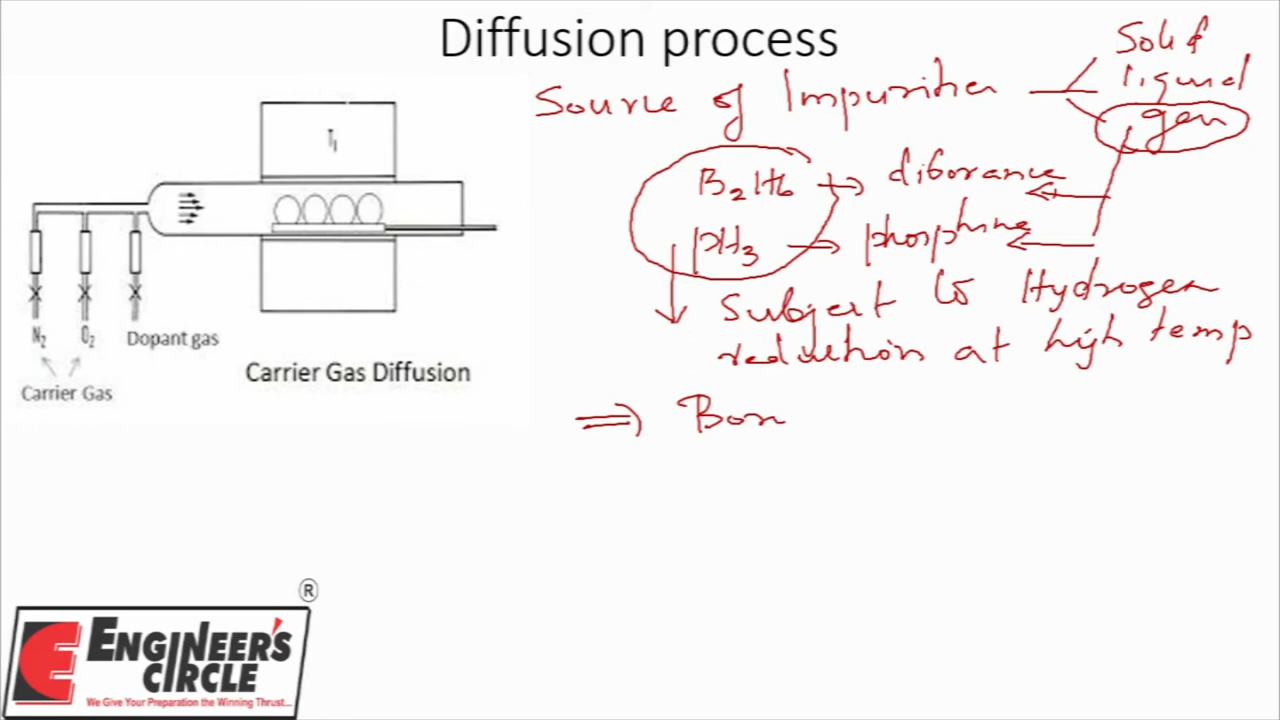 Diffusion process
Source of Impurities
Solid
liquid
gas
T₁
B₂H₆ → diborance
PH₃ → phosphine
Subject to Hydrogen
reduction at high temp
⇒ Bor
N₂
O₂
Dopant gas
Carrier Gas
Carrier Gas Diffusion
®
ENGINEER'S
CIRCLE
We Give Your Preparation the Winning Thrust...